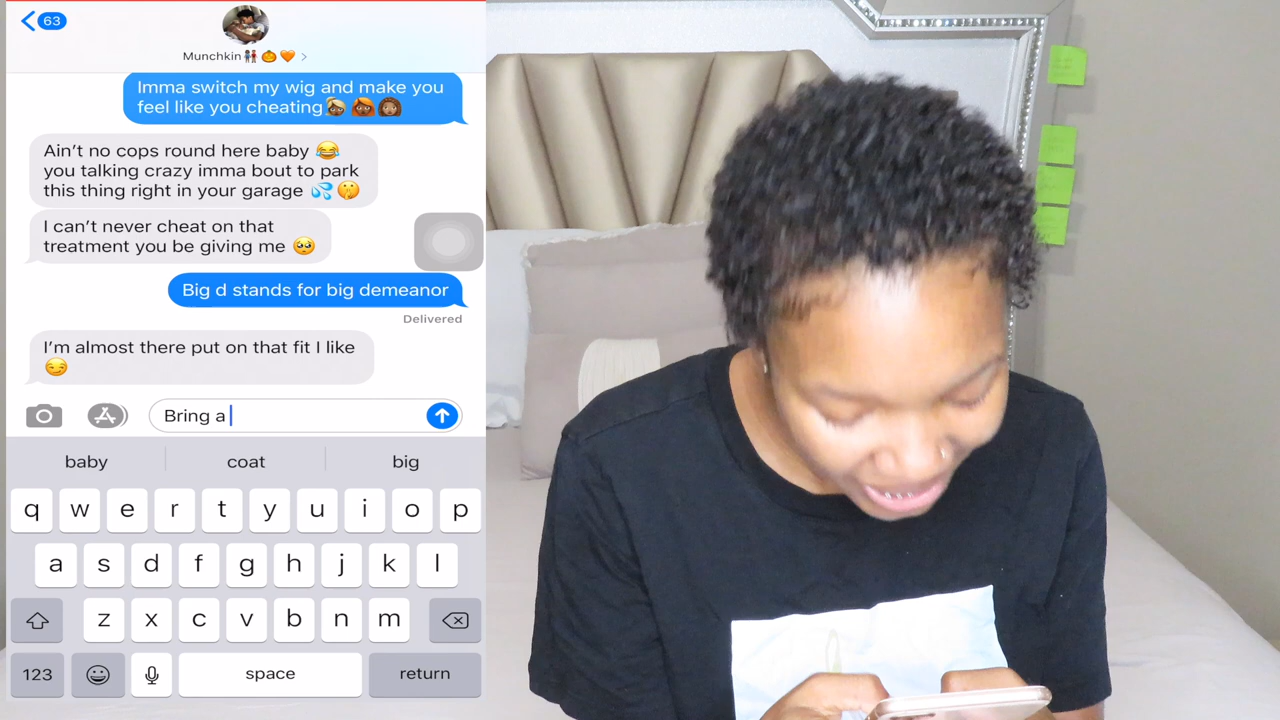 63
Munchkin👫🎃🧡 >
Imma switch my wig and make you
feel like you cheating👩🏼‍🦳👩🏽‍🦰👩🏽‍🦱
Ain't no cops round here baby 😂
you talking crazy imma bout to park
this thing right in your garage 💦🤫
I can't never cheat on that
treatment you be giving me 🥺
Big d stands for big demeanor
Delivered
I'm almost there put on that fit I like
😏
Bring a
baby coat big
q w e r t y u i o p
a s d f g h j k l
z x c v b n m
123 space return